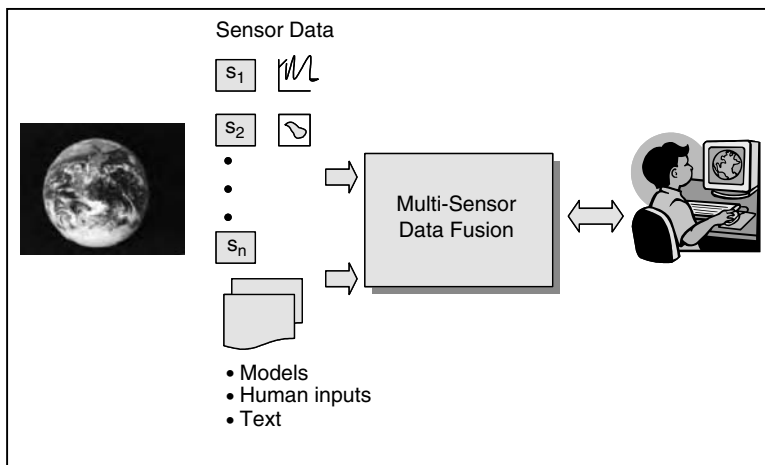 Sensor Data
s1
s2
sn
Multi-Sensor
Data Fusion
• Models
• Human inputs
• Text